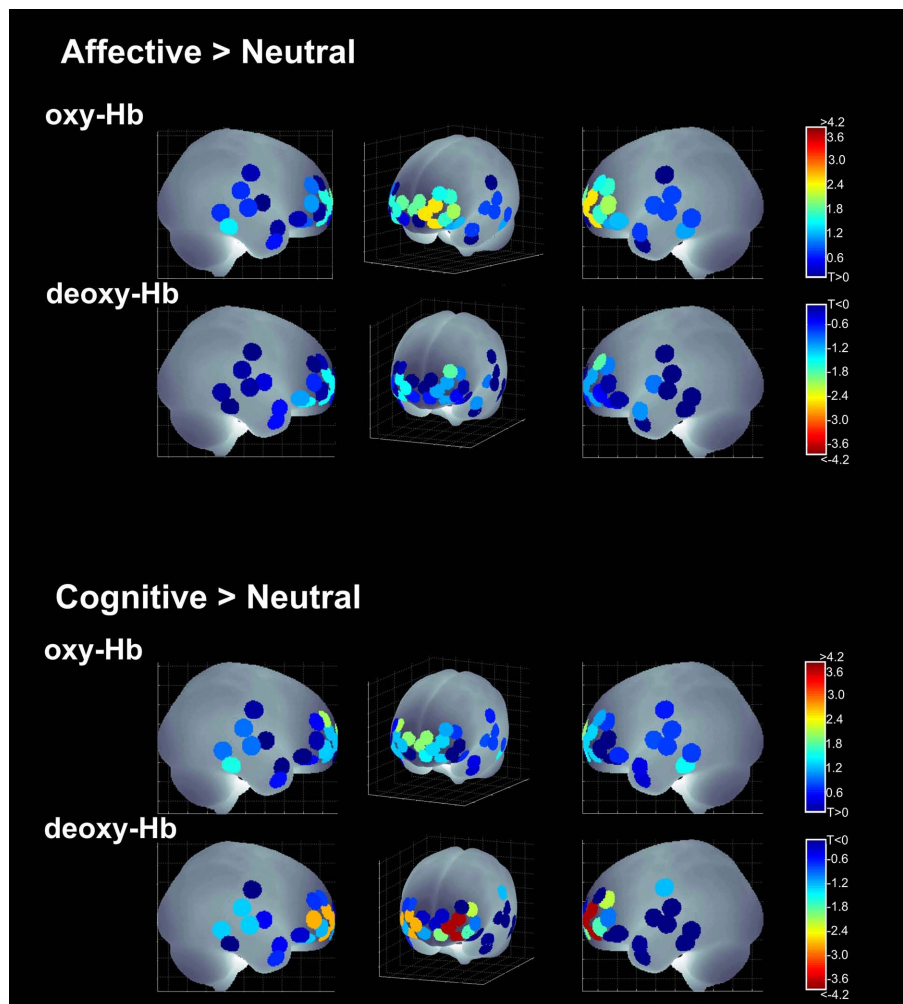 Affective > Neutral
oxy-Hb
>4.2
3.6
3.0
2.4
1.8
1.2
0.6
T>0
deoxy-Hb
T<0
-0.6
-1.2
-1.8
-2.4
-3.0
-3.6
<-4.2
Cognitive > Neutral
oxy-Hb
>4.2
3.6
3.0
2.4
1.8
1.2
0.6
T>0
deoxy-Hb
T<0
-0.6
-1.2
-1.8
-2.4
-3.0
-3.6
<-4.2